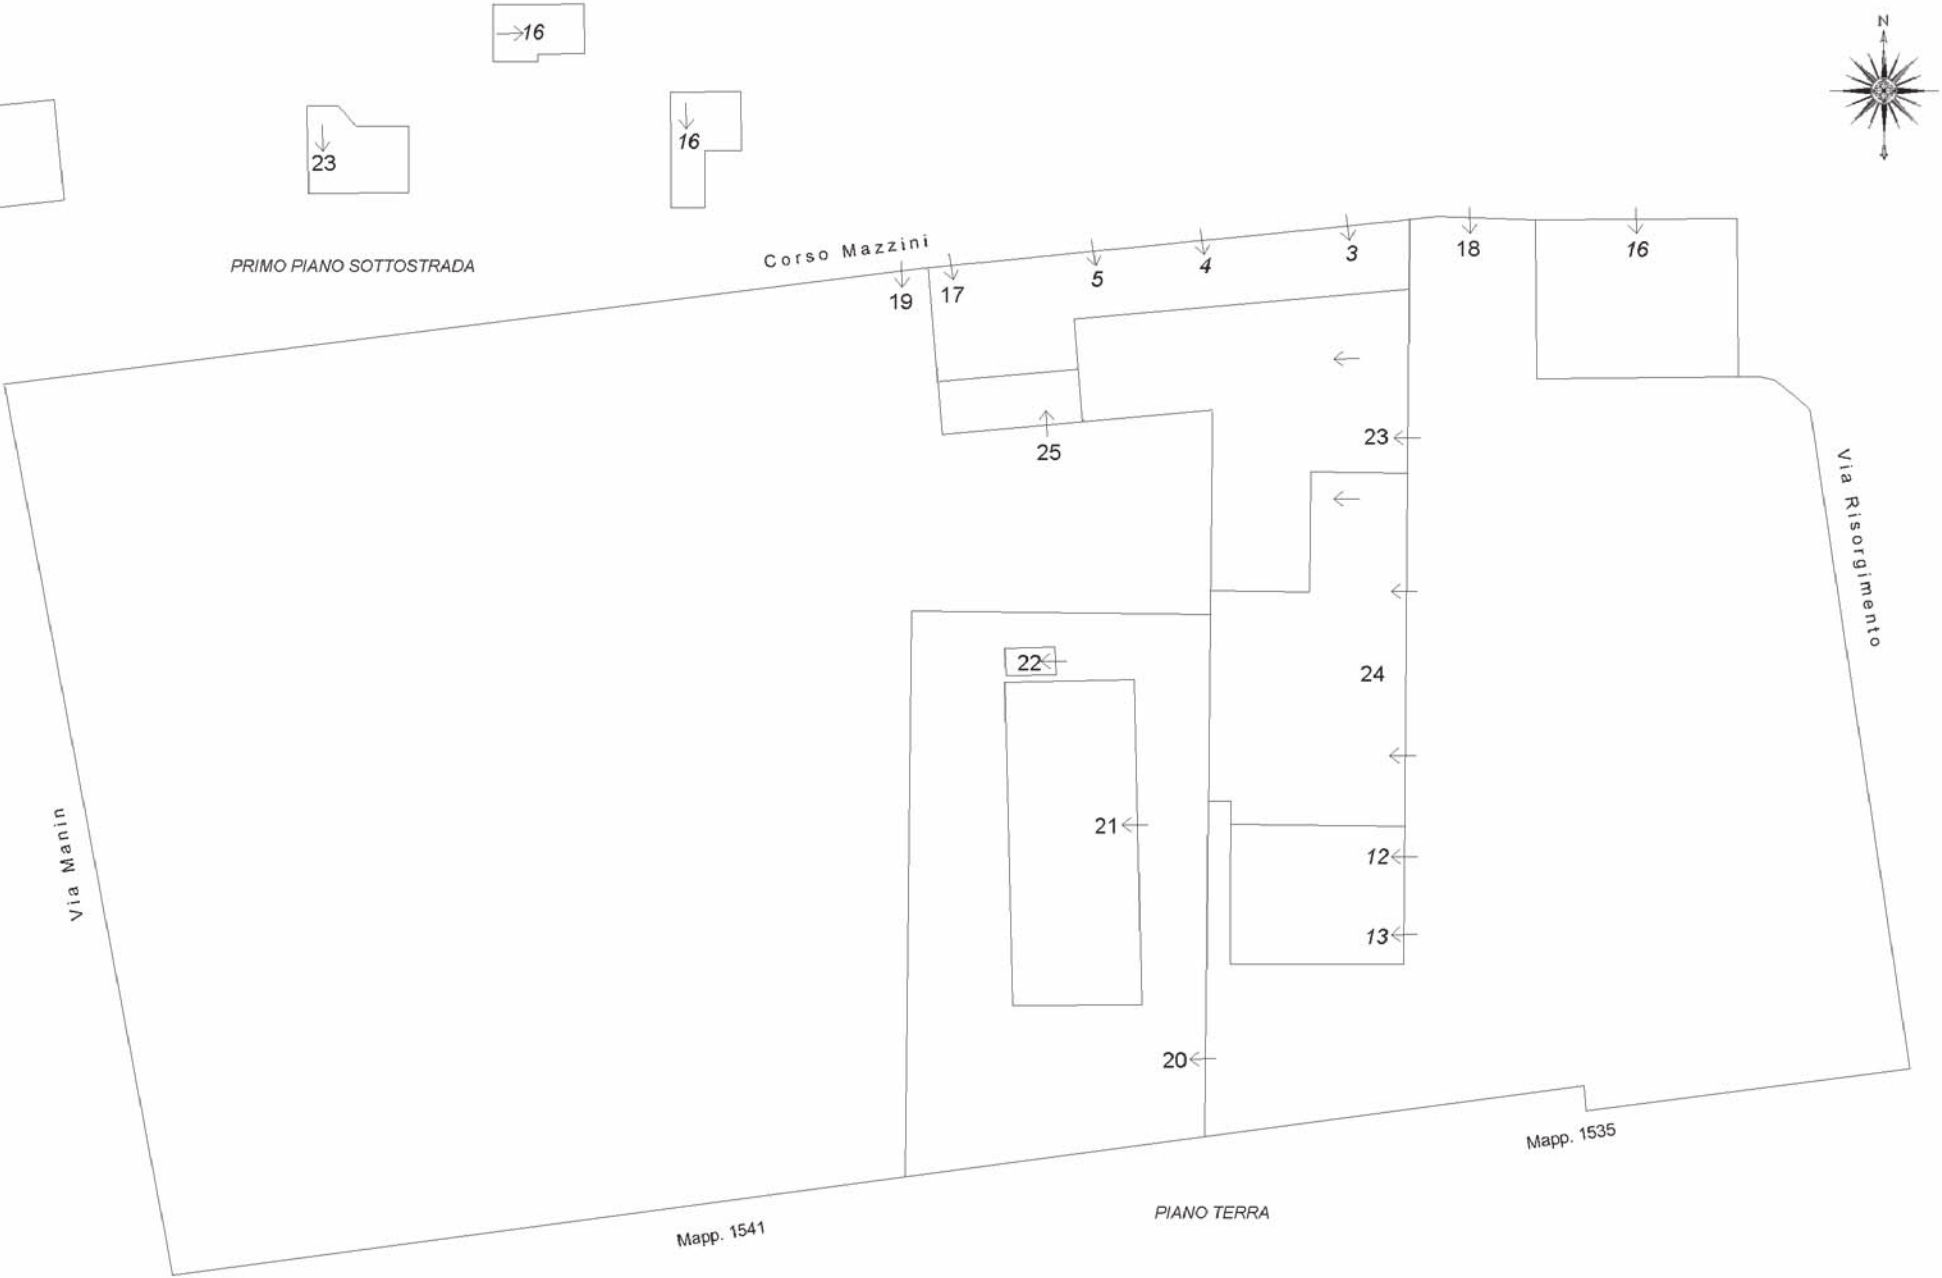 16
N
23
16
PRIMO PIANO SOTTOSTRADA
Corso Mazzini
19
17
5
4
3
18
16
23
25
Via Risorgimento
22
24
21
12
Via Manin
13
20
Mapp. 1535
PIANO TERRA
Mapp. 1541